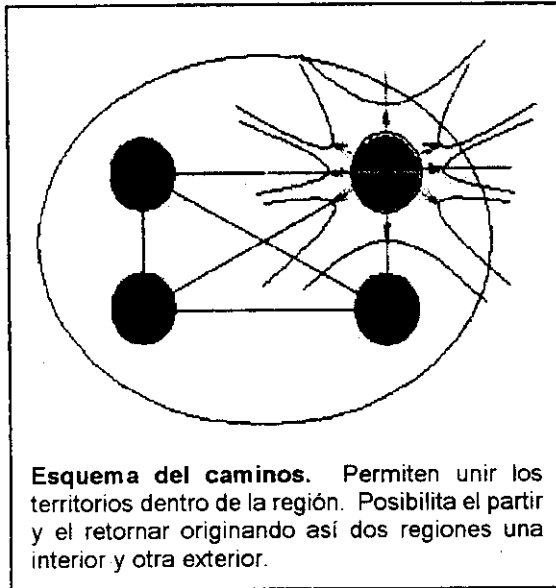 Esquema del caminos. Permiten unir los
territorios dentro de la región. Posibilita el partir
y el retornar originando así dos regiones una
interior y otra exterior.